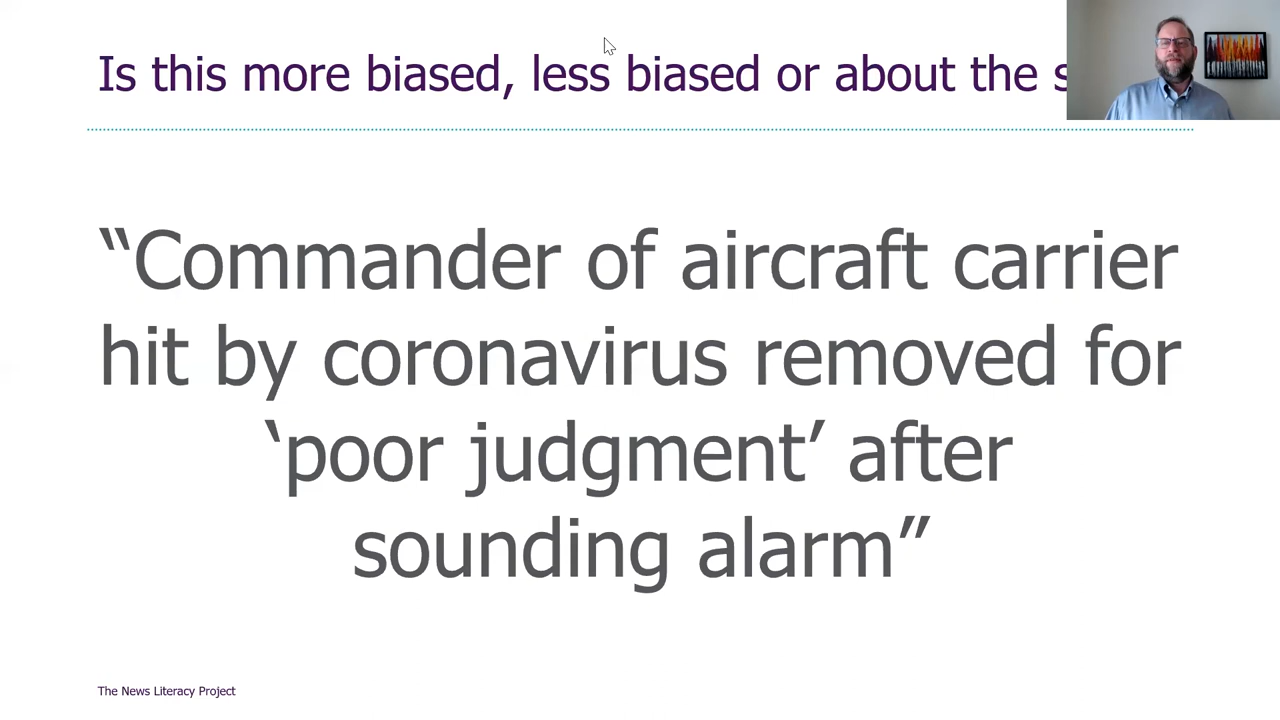 Is this more biased, less biased or about the
“Commander of aircraft carrier
hit by coronavirus removed for
‘poor judgment’ after
sounding alarm”
The News Literacy Project